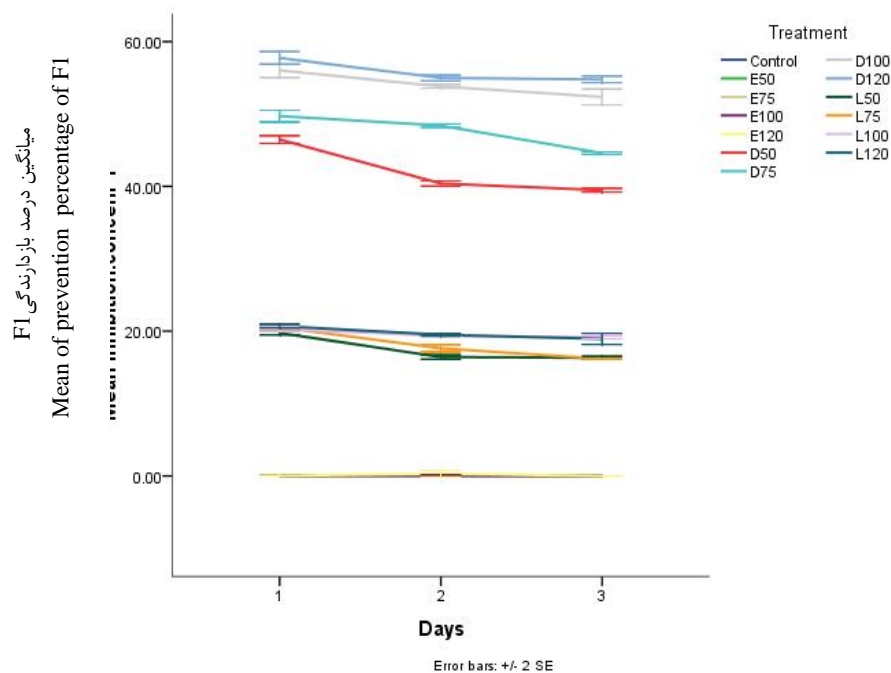 میانگین درصد بازدارندگی F1
Mean of prevention percentage of F1
60.00
40.00
20.00
0.00
1
2
3
Days
Error bars: +/- 2 SE
Treatment
Control
E50
E75
E100
E120
D50
D75
D100
D120
L50
L75
L100
L120